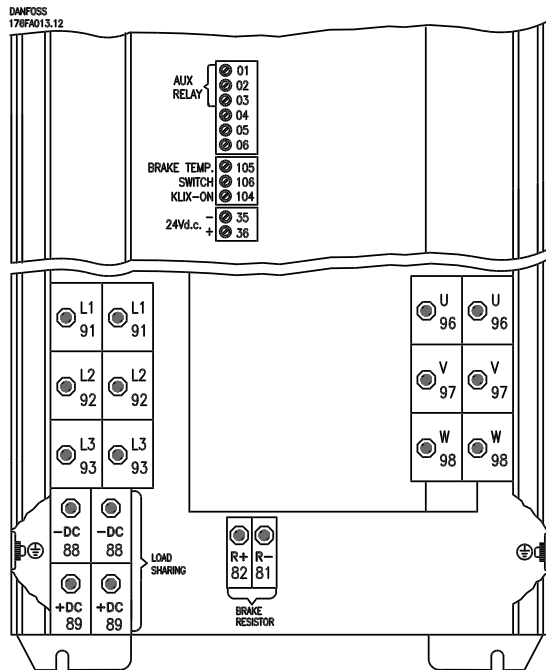 DANFOSS
176FA013.12
AUX
RELAY
01
02
03
04
05
06
BRAKE TEMP.
SWITCH
KLIX-ON
105
106
104
24Vd.c.
-
+
35
36
L1
91
L1
91
U
96
U
96
L2
92
L2
92
V
97
V
97
L3
93
L3
93
W
98
W
98
-DC
88
-DC
88
LOAD
SHARING
+DC
89
+DC
89
R+
82
R-
81
BRAKE
RESISTOR